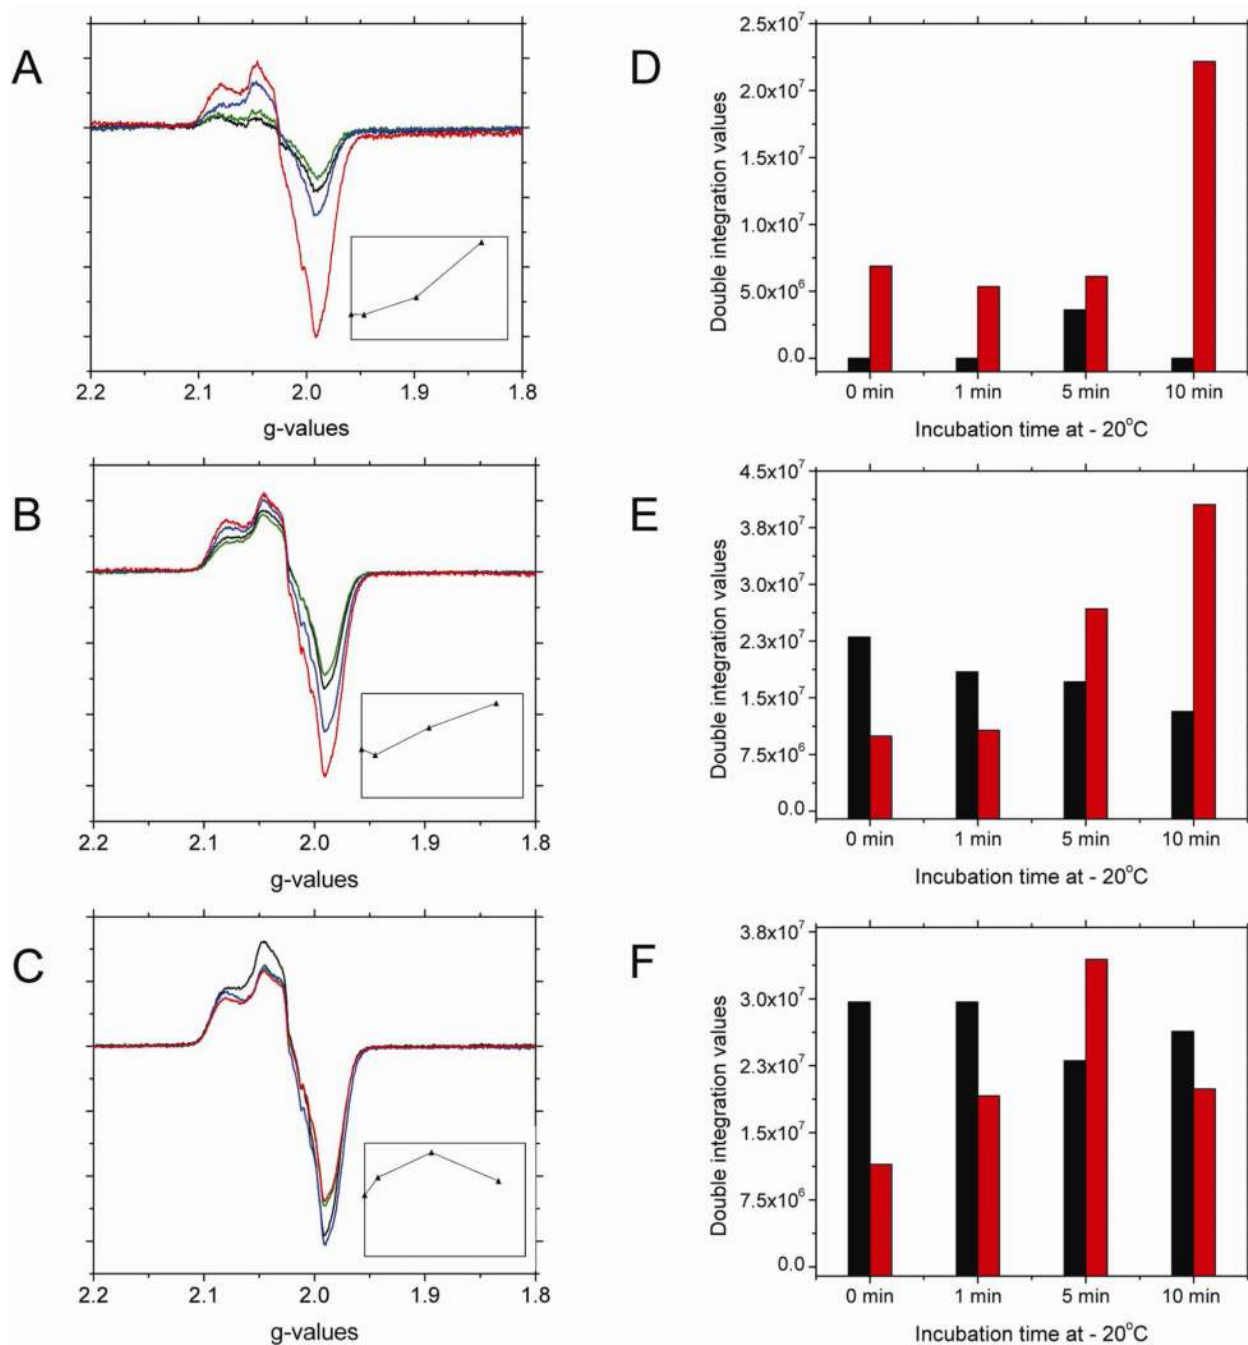 A
2.2 2.1 2.0 1.9 1.8
g-values
B
2.2 2.1 2.0 1.9 1.8
g-values
C
2.2 2.1 2.0 1.9 1.8
g-values
D
Double integration values
2.5x10⁷
2.0x10⁷
1.5x10⁷
1.0x10⁷
5.0x10⁶
0.0
0 min 1 min 5 min 10 min
Incubation time at - 20°C
E
Double integration values
4.5x10⁷
3.8x10⁷
3.0x10⁷
2.3x10⁷
1.5x10⁷
7.5x10⁶
0.0
0 min 1 min 5 min 10 min
Incubation time at - 20°C
F
Double integration values
3.8x10⁷
3.0x10⁷
2.3x10⁷
1.5x10⁷
7.5x10⁶
0.0
0 min 1 min 5 min 10 min
Incubation time at - 20°C